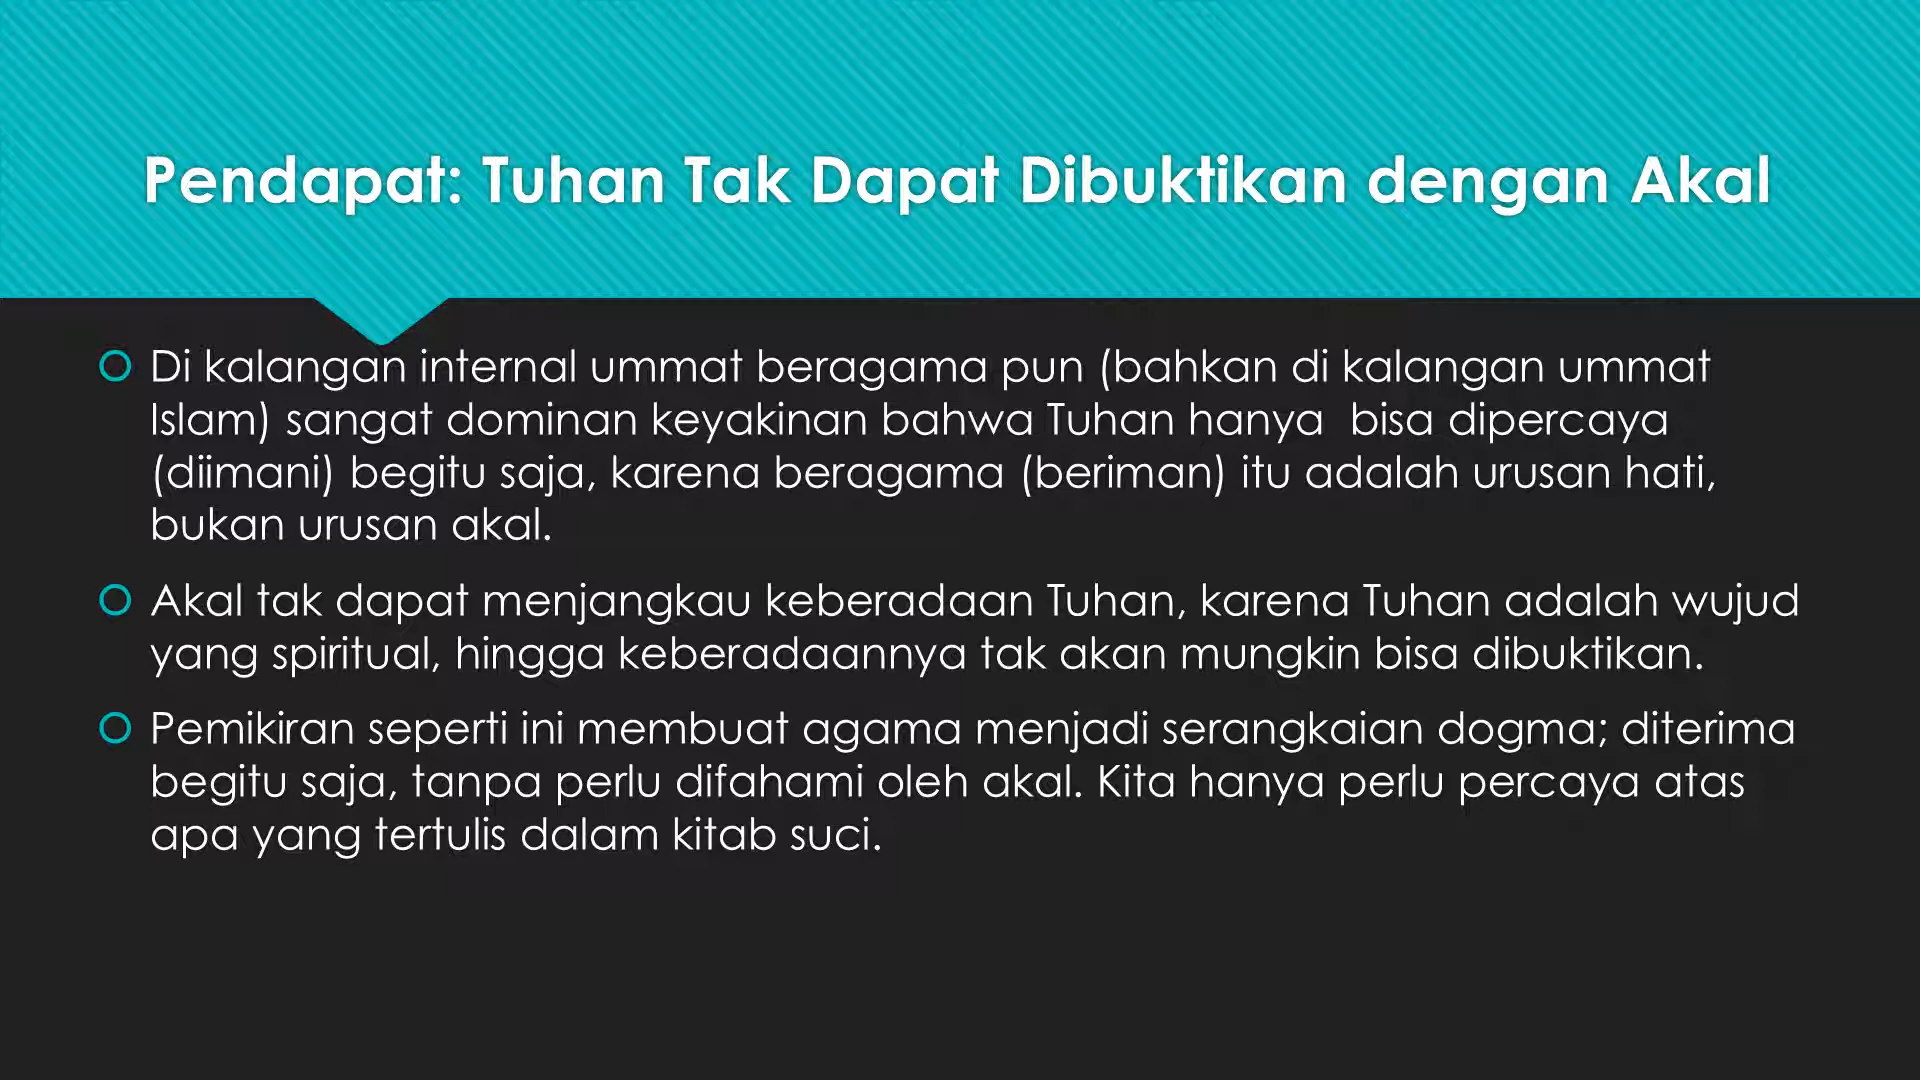 Pendapat: Tuhan Tak Dapat Dibuktikan dengan Akal
Di kalangan internal ummat beragama pun (bahkan di kalangan ummat
Islam) sangat dominan keyakinan bahwa Tuhan hanya  bisa dipercaya
(diimani) begitu saja, karena beragama (beriman) itu adalah urusan hati,
bukan urusan akal.
Akal tak dapat menjangkau keberadaan Tuhan, karena Tuhan adalah wujud
yang spiritual, hingga keberadaannya tak akan mungkin bisa dibuktikan.
Pemikiran seperti ini membuat agama menjadi serangkaian dogma; diterima
begitu saja, tanpa perlu difahami oleh akal. Kita hanya perlu percaya atas
apa yang tertulis dalam kitab suci.